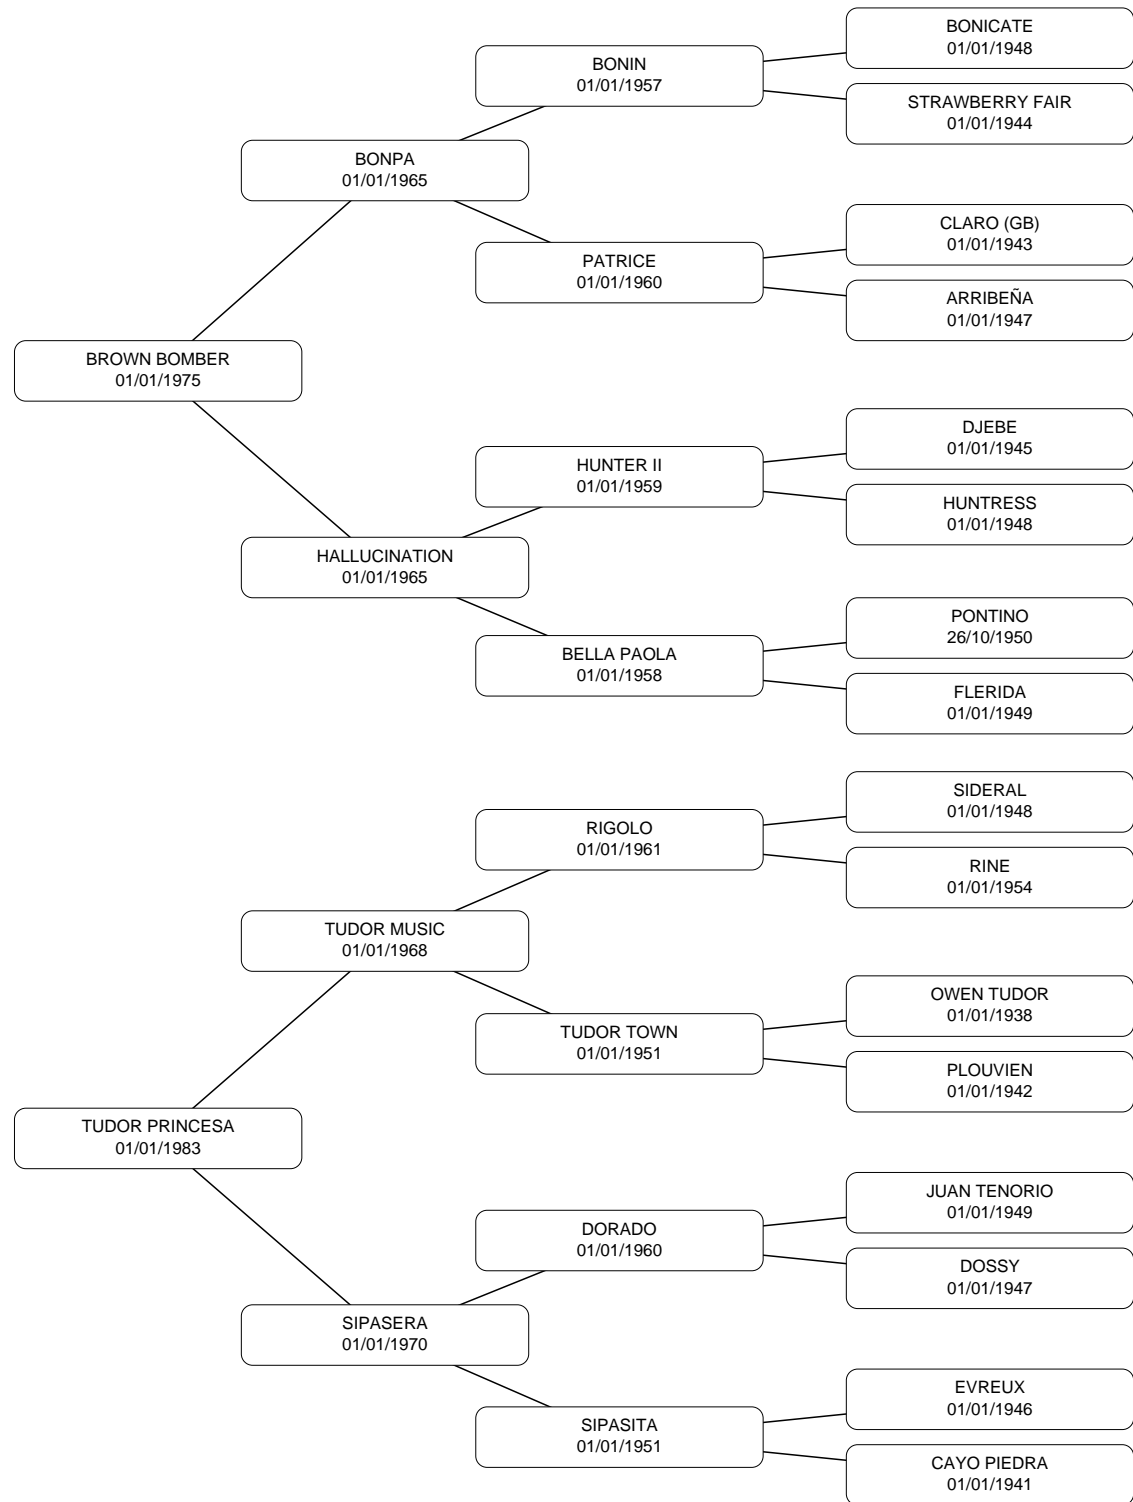 BONICATE
01/01/1948
BONIN
01/01/1957
STRAWBERRY FAIR
01/01/1944
BONPA
01/01/1965
CLARO (GB)
01/01/1943
PATRICE
01/01/1960
ARRIBEÑA
01/01/1947
BROWN BOMBER
01/01/1975
DJEBE
01/01/1945
HUNTER II
01/01/1959
HUNTRESS
01/01/1948
HALLUCINATION
01/01/1965
PONTINO
26/10/1950
BELLA PAOLA
01/01/1958
FLERIDA
01/01/1949
SIDERAL
01/01/1948
RIGOLO
01/01/1961
RINE
01/01/1954
TUDOR MUSIC
01/01/1968
OWEN TUDOR
01/01/1938
TUDOR TOWN
01/01/1951
PLOUVIEN
01/01/1942
TUDOR PRINCESA
01/01/1983
JUAN TENORIO
01/01/1949
DORADO
01/01/1960
DOSSY
01/01/1947
SIPASERA
01/01/1970
EVREUX
01/01/1946
SIPASITA
01/01/1951
CAYO PIEDRA
01/01/1941